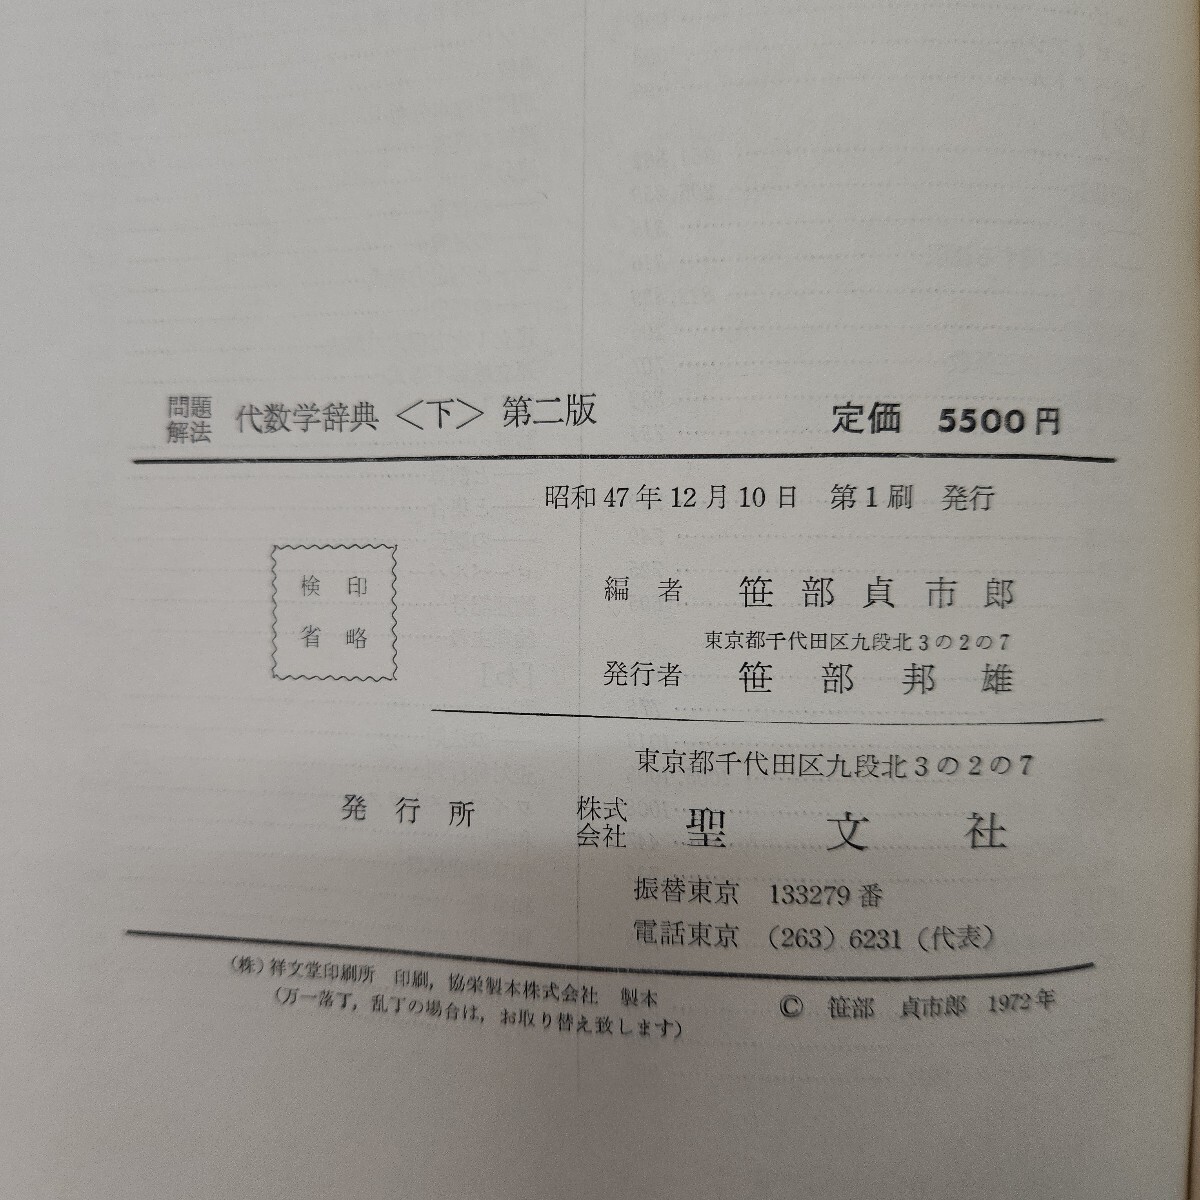 問題解法 代数学辞典 〈下〉 第二版 定価 5500円
昭和47年12月10日 第1刷 発行
検印
省略
編者 笹部貞市郎
東京都千代田区九段北3の2の7
発行者 笹部邦雄
東京都千代田区九段北3の2の7
発行所 株式会社 聖文社
振替東京 133279番
電話東京 (263) 6231 (代表)
(株)祥文堂印刷所 印刷, 協栄製本株式会社 製本
(万一落丁, 乱丁の場合は, お取り替え致します)
© 笹部 貞市郎 1972年